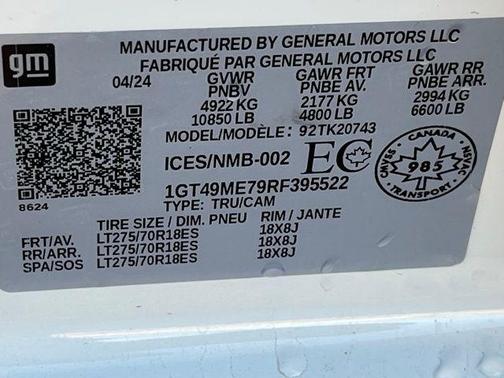 gm
MANUFACTURED BY GENERAL MOTORS LLC
FABRIQUÉ PAR GENERAL MOTORS LLC
04/24 GVWR GAWR FRT GAWR RR
PNBV PNBE AV. PNBE ARR.
4922 KG 2177 KG 2994 KG
10850 LB 4800 LB 6600 LB
MODEL/MODÈLE: 92TK20743
ICES/NMB-002 EC
CANADA
CMVSS NSVAC
985
TRANSPORT
1GT49ME79RF395522
TYPE: TRU/CAM
8624
TIRE SIZE / DIM. PNEU RIM / JANTE
FRT/AV. LT275/70R18ES 18X8J
RR/ARR. LT275/70R18ES 18X8J
SPA/SOS LT275/70R18ES 18X8J